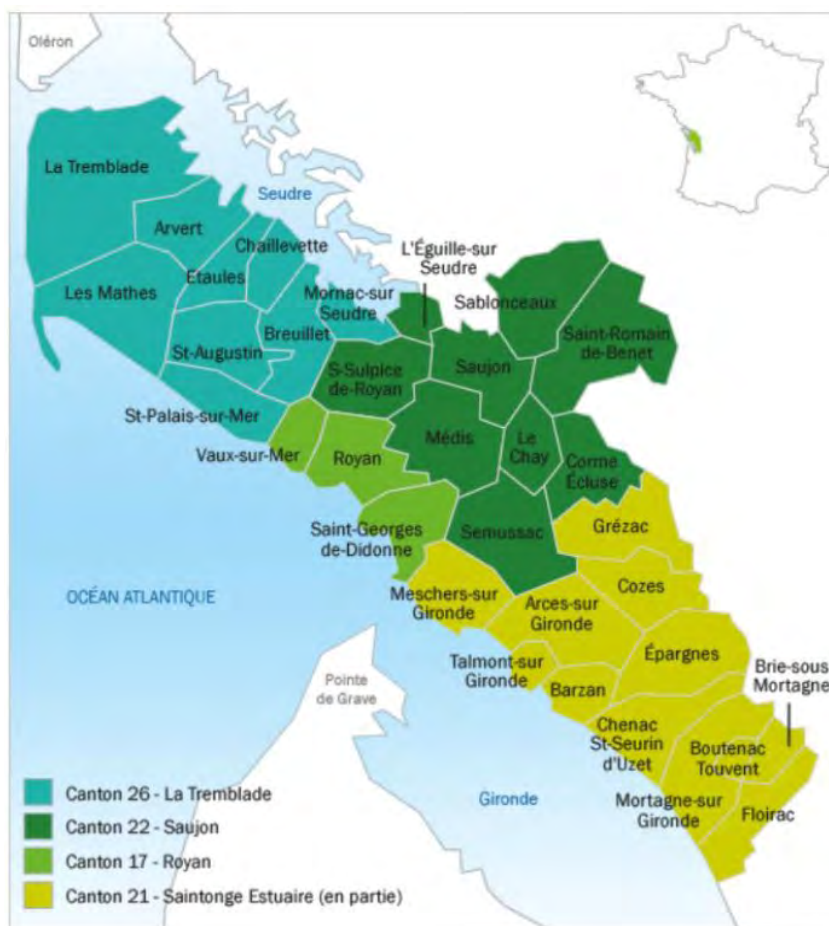 Oléron
La Tremblade
Seudre
Arvert
Chaillevette
L'Éguille-sur
Seudre
Etaules
Les Mathes
Mornac-sur
Seudre
Sablonceaux
Breuillet
Saint-Romain
de-Benet
St-Augustin
S-Sulpice
de-Royan
Saujon
St-Palais-sur-Mer
Médis
Le
Chay
Vaux-sur-Mer
Royan
Corme
Écluse
Saint-Georges
de-Didonne
Semussac
Grézac
OCÉAN ATLANTIQUE
Meschers-sur
Gironde
Cozes
Arces-sur
Gironde
Talmont-sur
Gironde
Épargnes
Brie-sous
Mortagne
Pointe
de Grave
Barzan
Chenac
St-Seurin
d'Uzet
Boutenac
Touvent
Mortagne-sur
Gironde
Floirac
Gironde
Canton 26 - La Tremblade
Canton 22 - Saujon
Canton 17 - Royan
Canton 21 - Saintonge Estuaire (en partie)